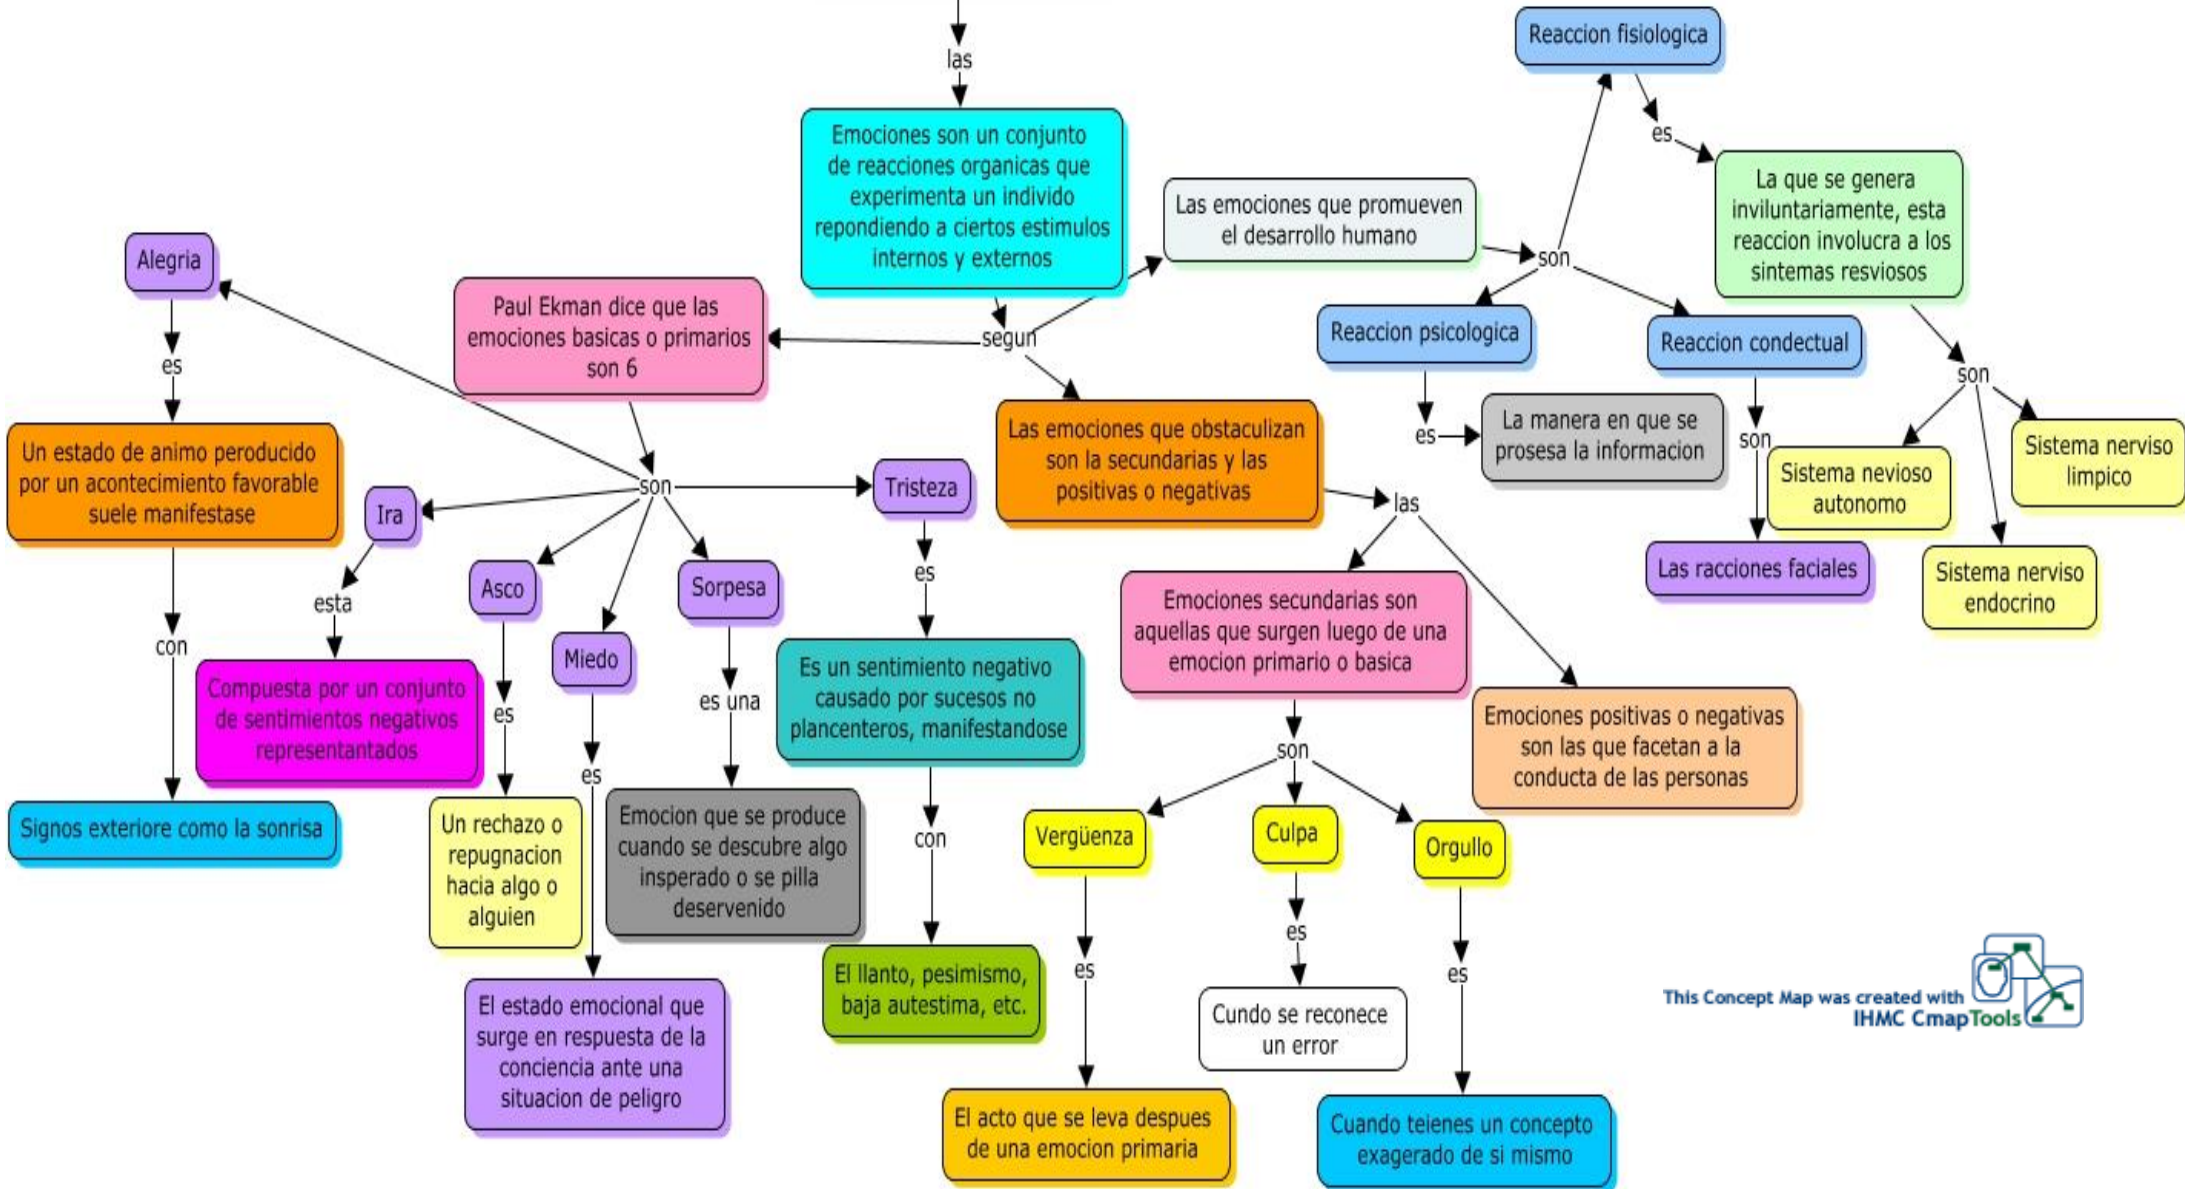 las
Emociones son un conjunto
de reacciones organicas que
experimenta un individo
repondiendo a ciertos estimulos
internos y externos
segun
Paul Ekman dice que las
emociones basicas o primarios
son 6
son
Alegria
es
Un estado de animo peroducido
por un acontecimiento favorable
suele manifestase
con
Signos exteriore como la sonrisa
Ira
esta
Compuesta por un conjunto
de sentimientos negativos
representantados
Asco
es
Un rechazo o
repugnacion
hacia algo o
alguien
Miedo
es
El estado emocional que
surge en respuesta de la
conciencia ante una
situacion de peligro
Sorpesa
es una
Emocion que se produce
cuando se descubre algo
insperado o se pilla
deservenido
Tristeza
es
Es un sentimiento negativo
causado por sucesos no
plancenteros, manifestandose
con
El llanto, pesimismo,
baja autestima, etc.
Las emociones que obstaculizan
son la secundarias y las
positivas o negativas
las
Emociones secundarias son
aquellas que surgen luego de una
emocion primario o basica
son
Vergüenza
es
El acto que se leva despues
de una emocion primaria
Culpa
es
Cundo se reconece
un error
Orgullo
es
Cuando teienes un concepto
exagerado de si mismo
Emociones positivas o negativas
son las que facetan a la
conducta de las personas
Las emociones que promueven
el desarrollo humano
son
Reaccion psicologica
es
La manera en que se
prosesa la informacion
Reaccion condectual
son
Las racciones faciales
Reaccion fisiologica
es
La que se genera
inviluntariamente, esta
reaccion involucra a los
sintemas resviosos
son
Sistema nevioso
autonomo
Sistema nerviso
endocrino
Sistema nerviso
limpico
This Concept Map was created with
IHMC CmapTools